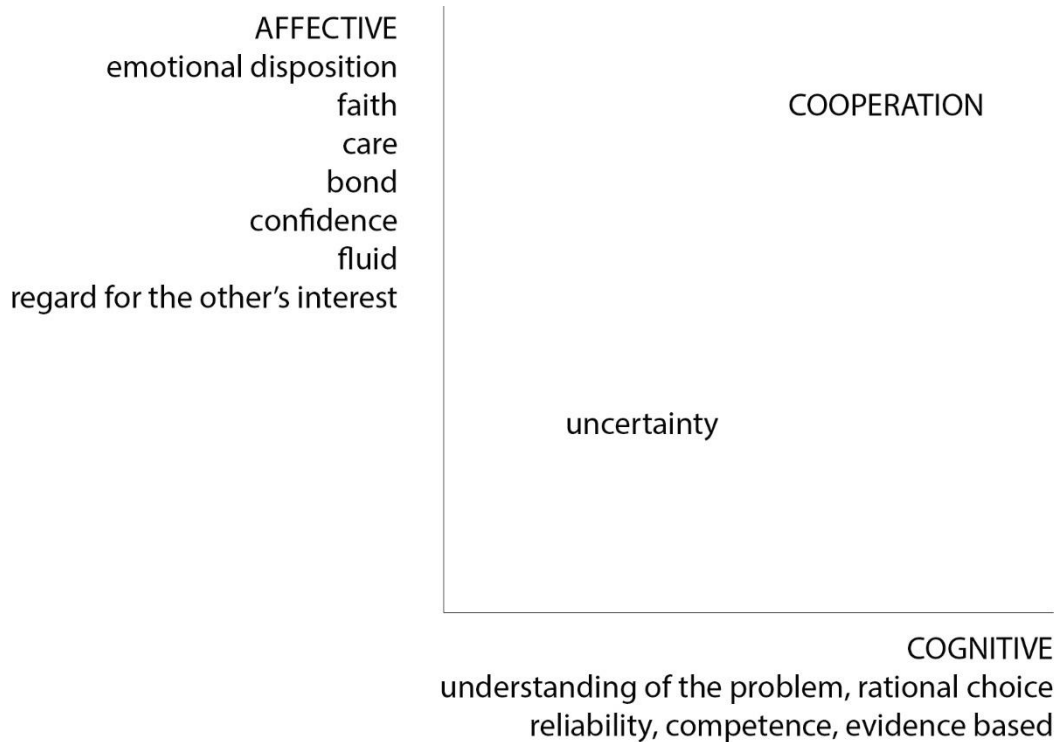 AFFECTIVE
emotional disposition
faith
care
bond
confidence
fluid
regard for the other’s interest
COOPERATION
uncertainty
COGNITIVE
understanding of the problem, rational choice
reliability, competence, evidence based